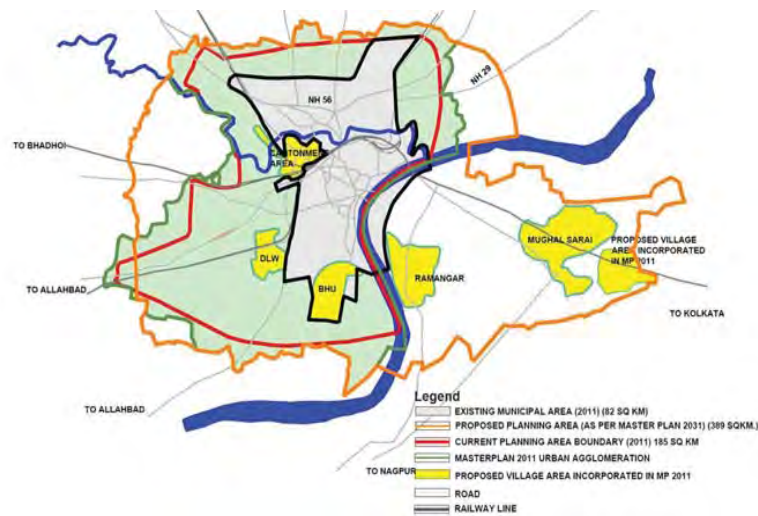 NH 56
NH 29
TO BHADHOI
CANTONMENT
AREA
MUGHAL SARAI
PROPOSED VILLAGE
AREA INCORPORATED
IN MP 2011
DLW
BHU
RAMANGAR
TO ALLAHBAD
TO KOLKATA
TO ALLAHBAD
TO NAGPUR
Legend
EXISTING MUNICIPAL AREA (2011) (82 SQ KM)
PROPOSED PLANNING AREA (AS PER MASTER PLAN 2031) (389 SQKM.)
CURRENT PLANNING AREA BOUNDARY (2011) 185 SQ KM
MASTERPLAN 2011 URBAN AGGLOMERATION
PROPOSED VILLAGE AREA INCORPORATED IN MP 2011
ROAD
RAILWAY LINE